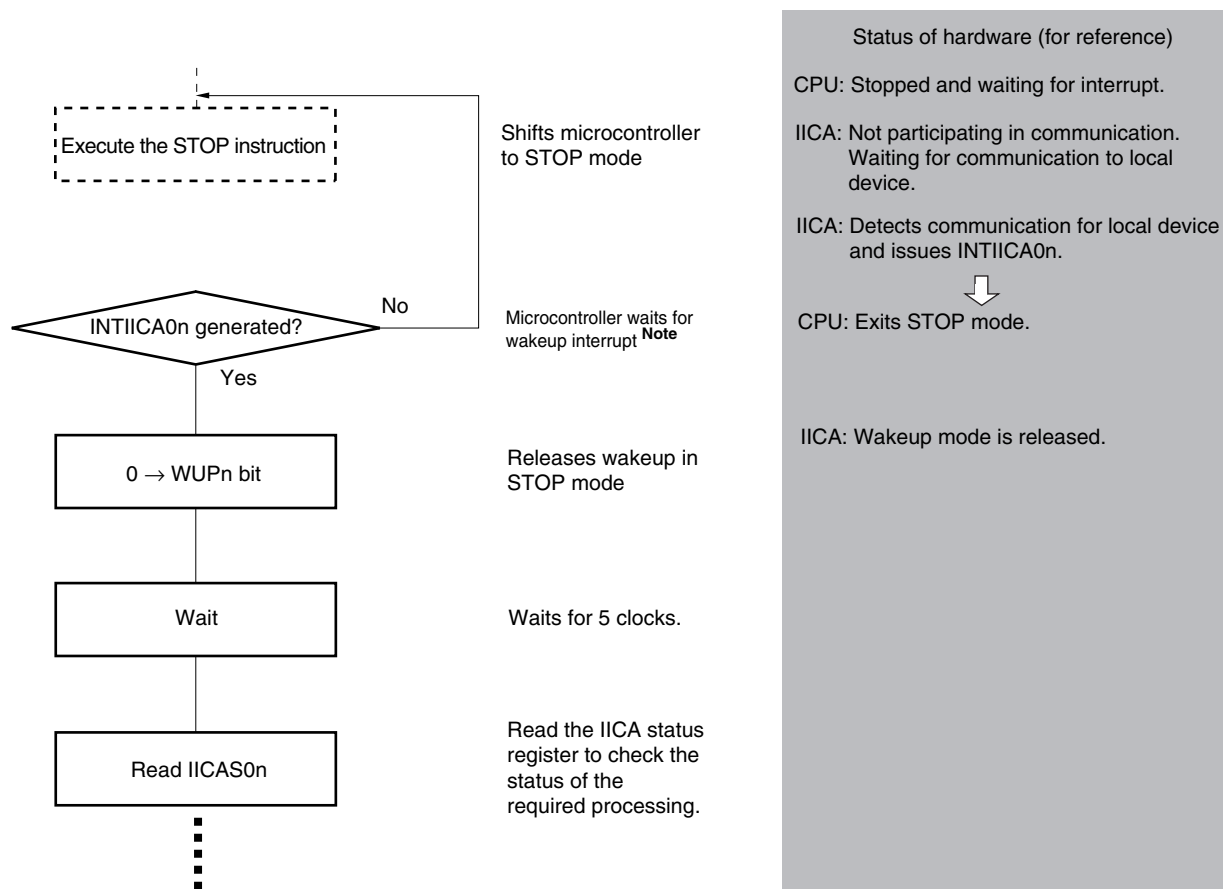 Status of hardware (for reference)
CPU: Stopped and waiting for interrupt.
Execute the STOP instruction
Shifts microcontroller
to STOP mode
IICA: Not participating in communication.
Waiting for communication to local
device.
IICA: Detects communication for local device
and issues INTIICA0n.
No
INTIICA0n generated?
Microcontroller waits for
wakeup interrupt Note
CPU: Exits STOP mode.
Yes
0 → WUPn bit
Releases wakeup in
STOP mode
IICA: Wakeup mode is released.
Wait
Waits for 5 clocks.
Read IICAS0n
Read the IICA status
register to check the
status of the
required processing.